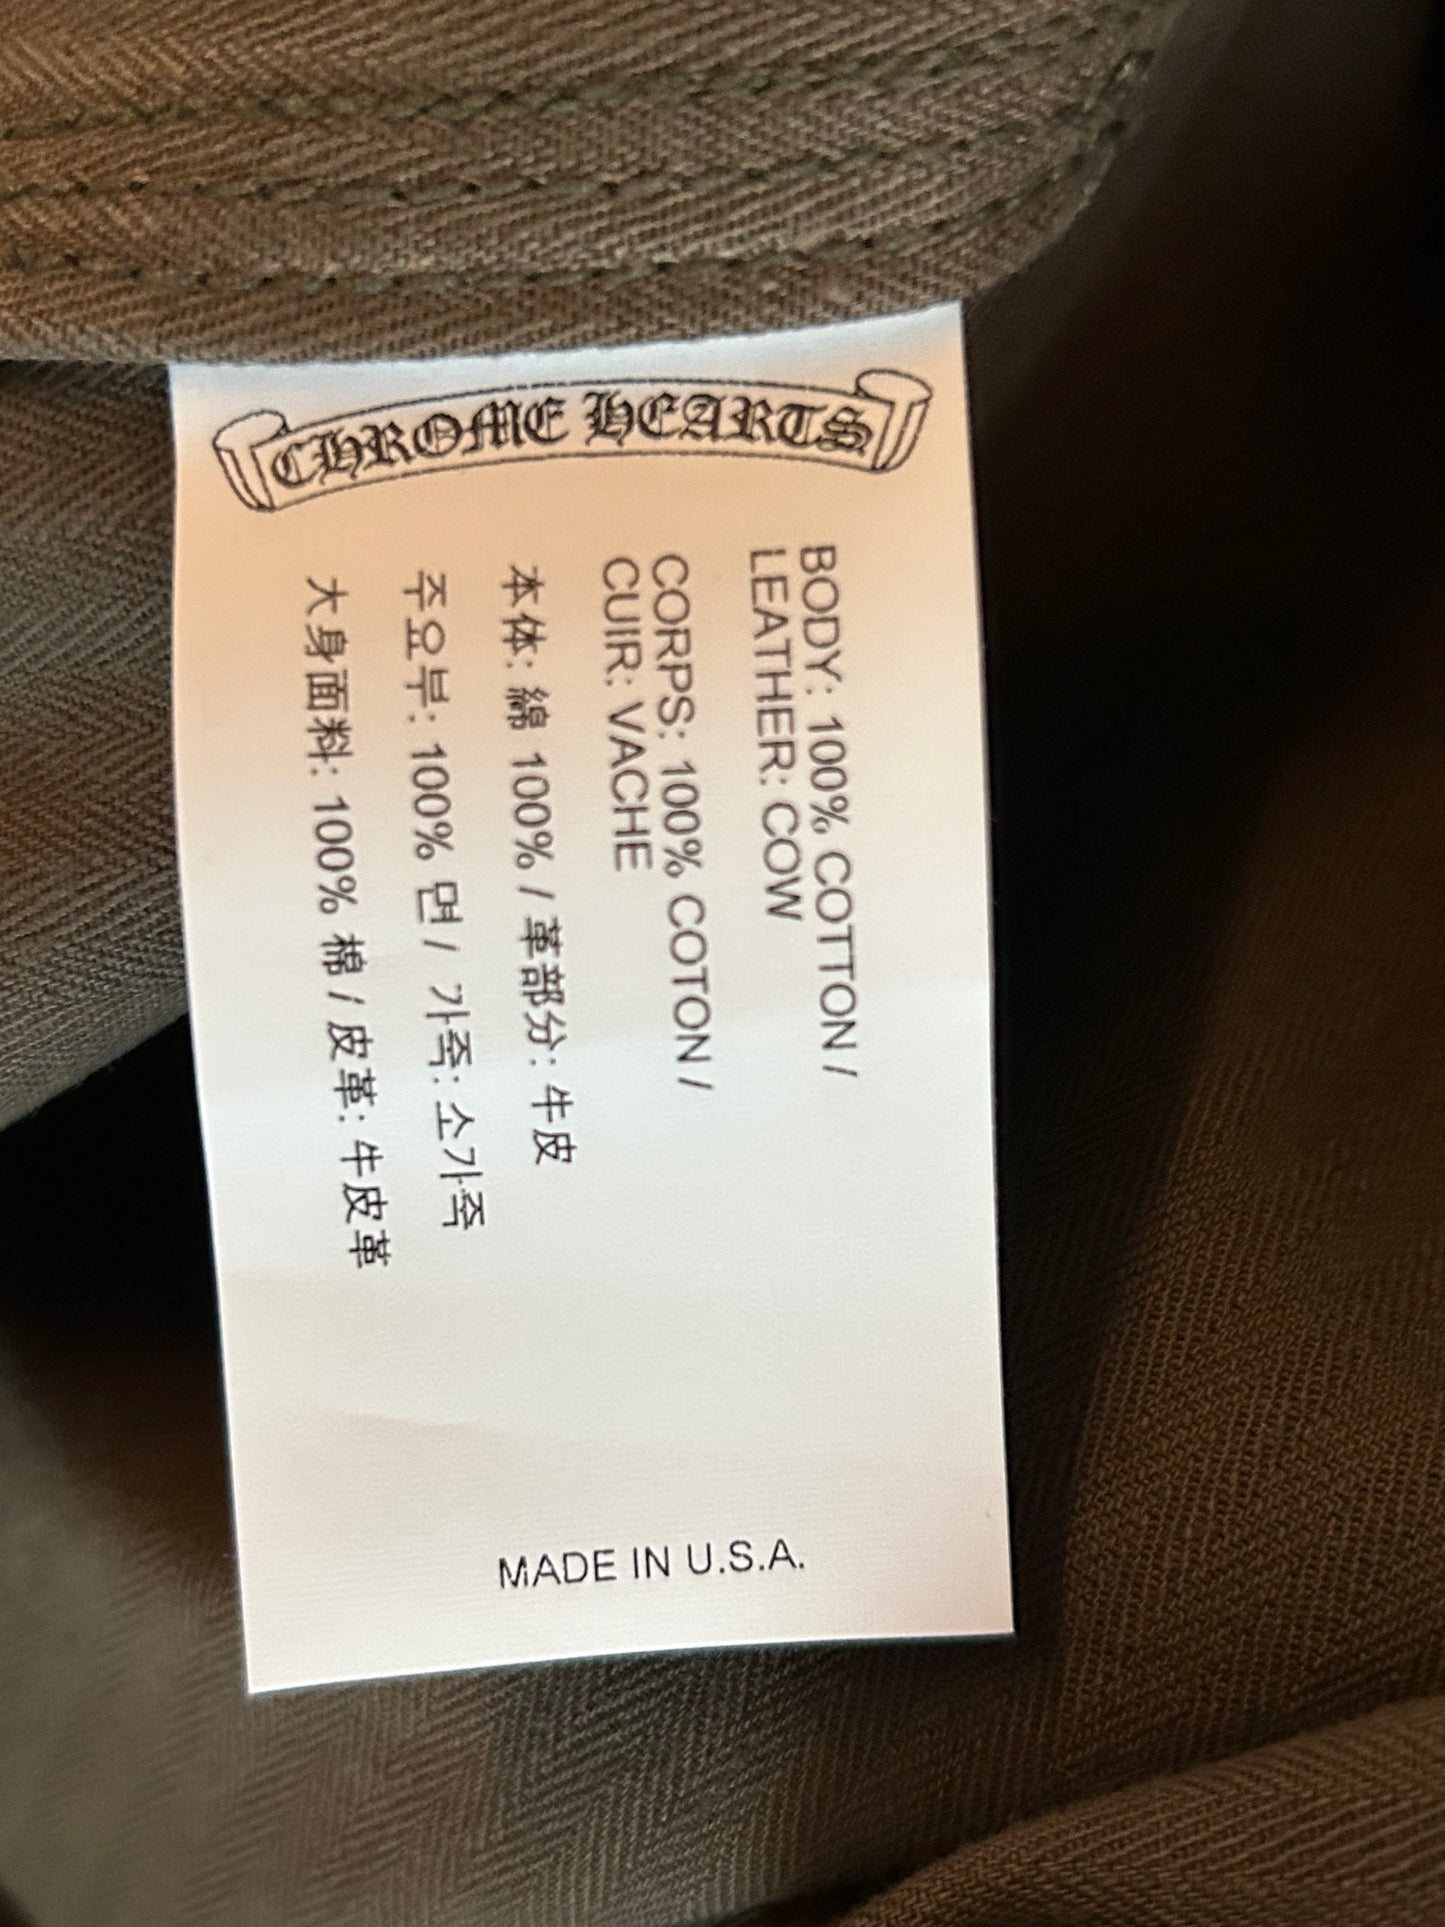 CHROME HEARTS
BODY: 100% COTTON /
LEATHER: COW
CORPS: 100% COTON /
CUIR: VACHE
本体: 綿 100% / 革部分: 牛皮
주요부: 100% 면 / 가죽: 소가죽
大身面料: 100% 棉 / 皮革: 牛皮革
MADE IN U.S.A.